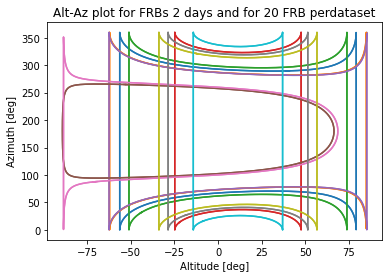 Alt-Az plot for FRBs 2 days and for 20 FRB perdataset
350
300
250
200
150
100
50
0
Azimuth [deg]
−75 −50 −25 0 25 50 75
Altitude [deg]